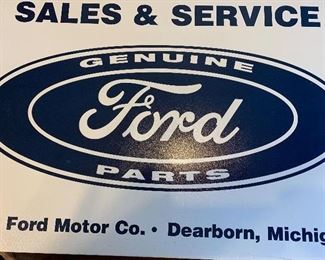 SALES & SERVICE
GENUINE
Ford
PARTS
Ford Motor Co. • Dearborn, Michig